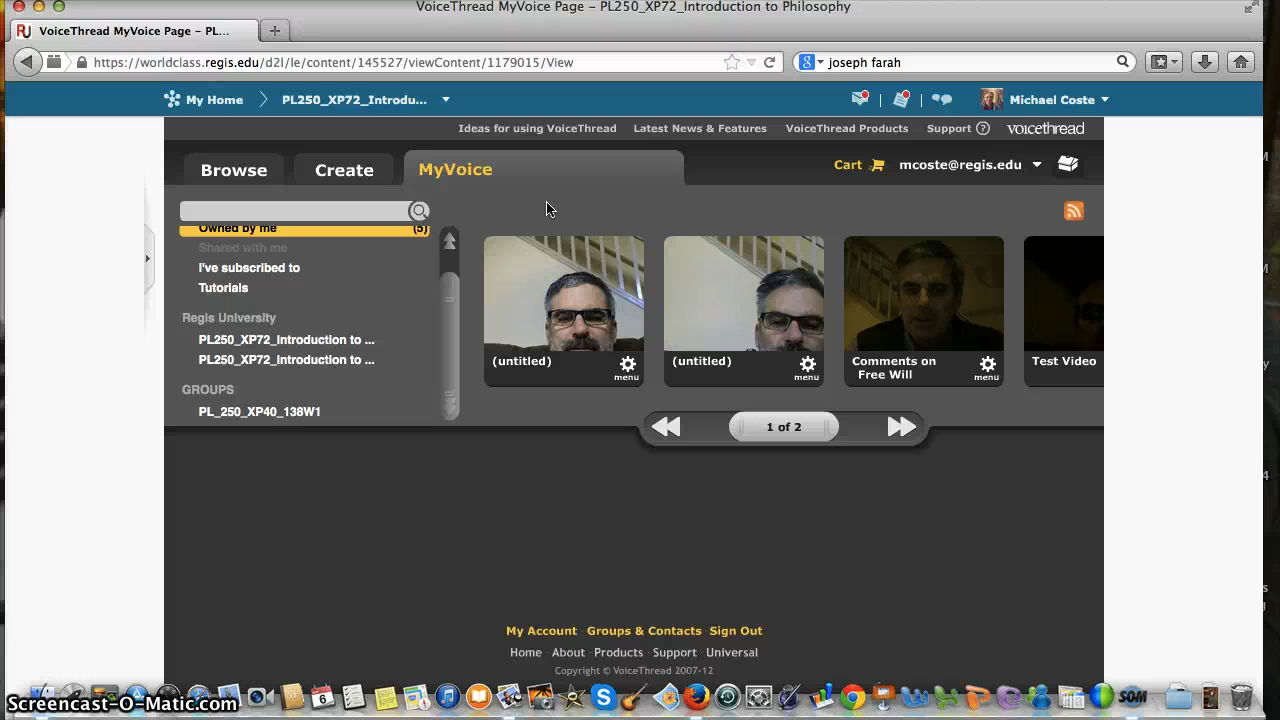 VoiceThread MyVoice Page – PL250_XP72_Introduction to Philosophy
RU VoiceThread MyVoice Page – PL... +
https://worldclass.regis.edu/d2l/le/content/145527/viewContent/1179015/View
8 joseph farah
My Home PL250_XP72_Introdu... Michael Coste
Ideas for using VoiceThread Latest News & Features VoiceThread Products Support ? voicethread
Browse Create MyVoice Cart mcoste@regis.edu
Owned by me (5)
Shared with me
I've subscribed to
Tutorials
Regis University
PL250_XP72_Introduction to ...
PL250_XP72_Introduction to ...
GROUPS
PL_250_XP40_138W1
(untitled) menu
(untitled) menu
Comments on
Free Will menu
Test Video
1 of 2
My Account Groups & Contacts Sign Out
Home · About · Products · Support · Universal
Copyright © VoiceThread 2007-12
6 S W X P e SOM
Screencast-O-Matic.com